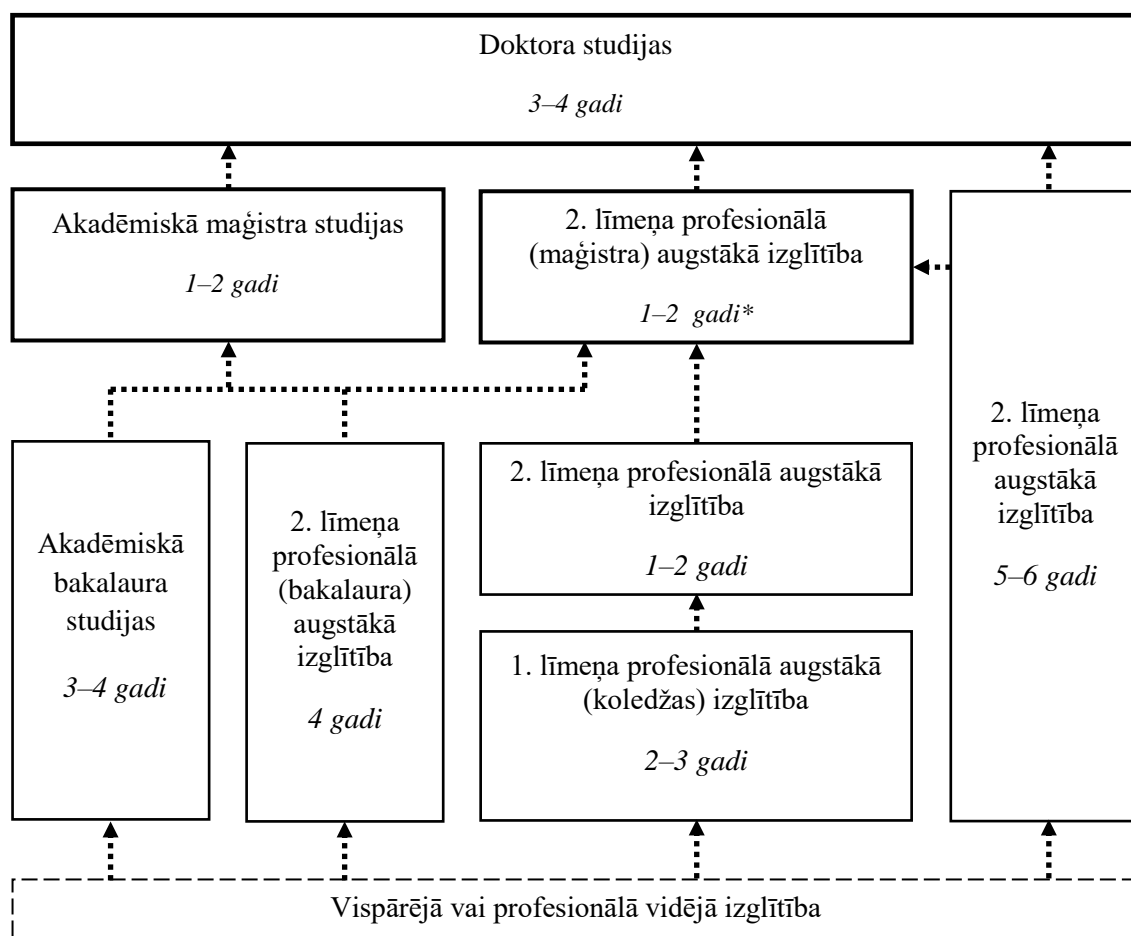 Doktora studijas
3–4 gadi
Akadēmiskā maģistra studijas
1–2 gadi
2. līmeņa profesionālā
(maģistra) augstākā izglītība
1–2 gadi*
2. līmeņa
profesionālā
augstākā
izglītība
5–6 gadi
Akadēmiskā
bakalaura
studijas
3–4 gadi
2. līmeņa
profesionālā
(bakalaura)
augstākā
izglītība
4 gadi
2. līmeņa profesionālā augstākā
izglītība
1–2 gadi
1. līmeņa profesionālā augstākā
(koledžas) izglītība
2–3 gadi
Vispārējā vai profesionālā vidējā izglītība